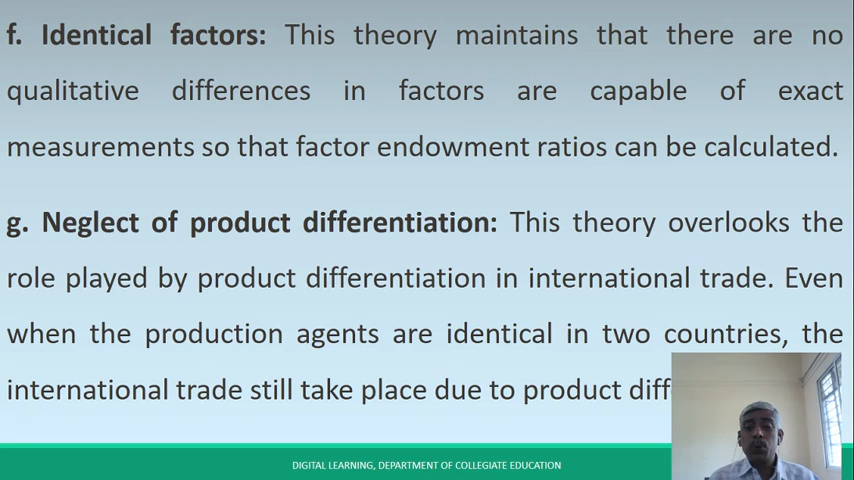 f. Identical factors: This theory maintains that there are no
qualitative differences in factors are capable of exact
measurements so that factor endowment ratios can be calculated.
g. Neglect of product differentiation: This theory overlooks the
role played by product differentiation in international trade. Even
when the production agents are identical in two countries, the
international trade still take place due to product
DIGITAL LEARNING, DEPARTMENT OF COLLEGIATE EDUCATION